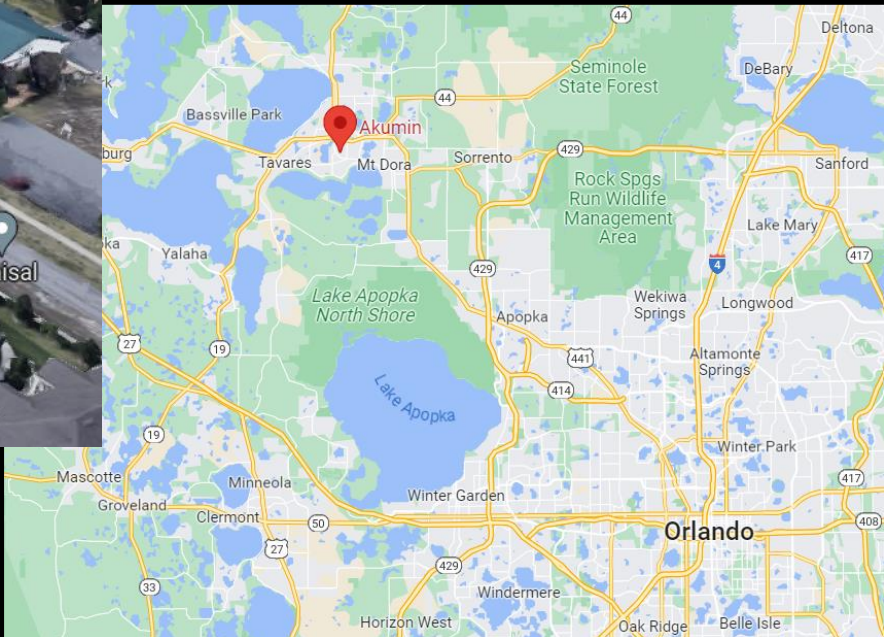 44
Deltona
DeBary
Seminole
State Forest
44
Bassville Park
Akumin
Tavares
Mt Dora
Sorrento
429
Sanford
Rock Spgs
Run Wildlife
Management
Area
Lake Mary
417
Yalaha
isal
4
429
Lake Apopka
North Shore
Wekiwa
Springs
Longwood
Apopka
27
19
441
Altamonte
Springs
414
Lake Apopka
19
Winter Park
Mascotte
Minneola
417
Groveland
Winter Garden
Clermont
50
Orlando
408
27
429
33
Windermere
Horizon West
Oak Ridge
Belle Isle